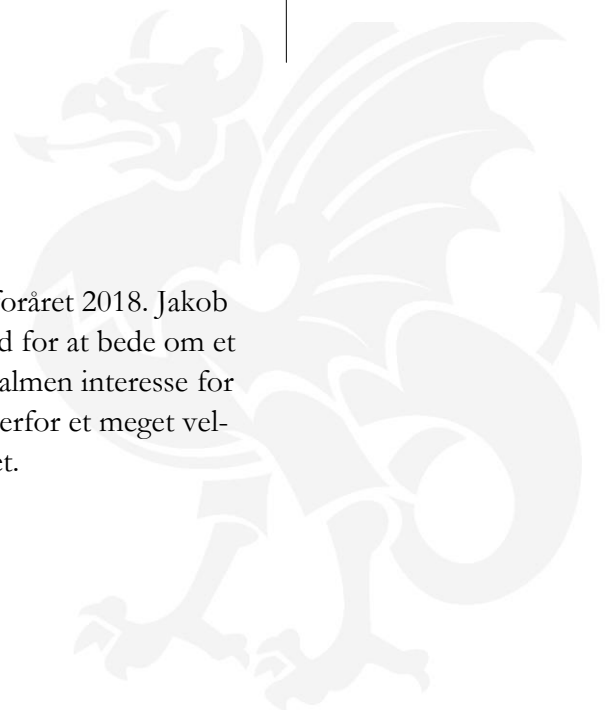 foråret 2018. Jakob
d for at bede om et
almen interesse for
erfor et meget vel-
et.